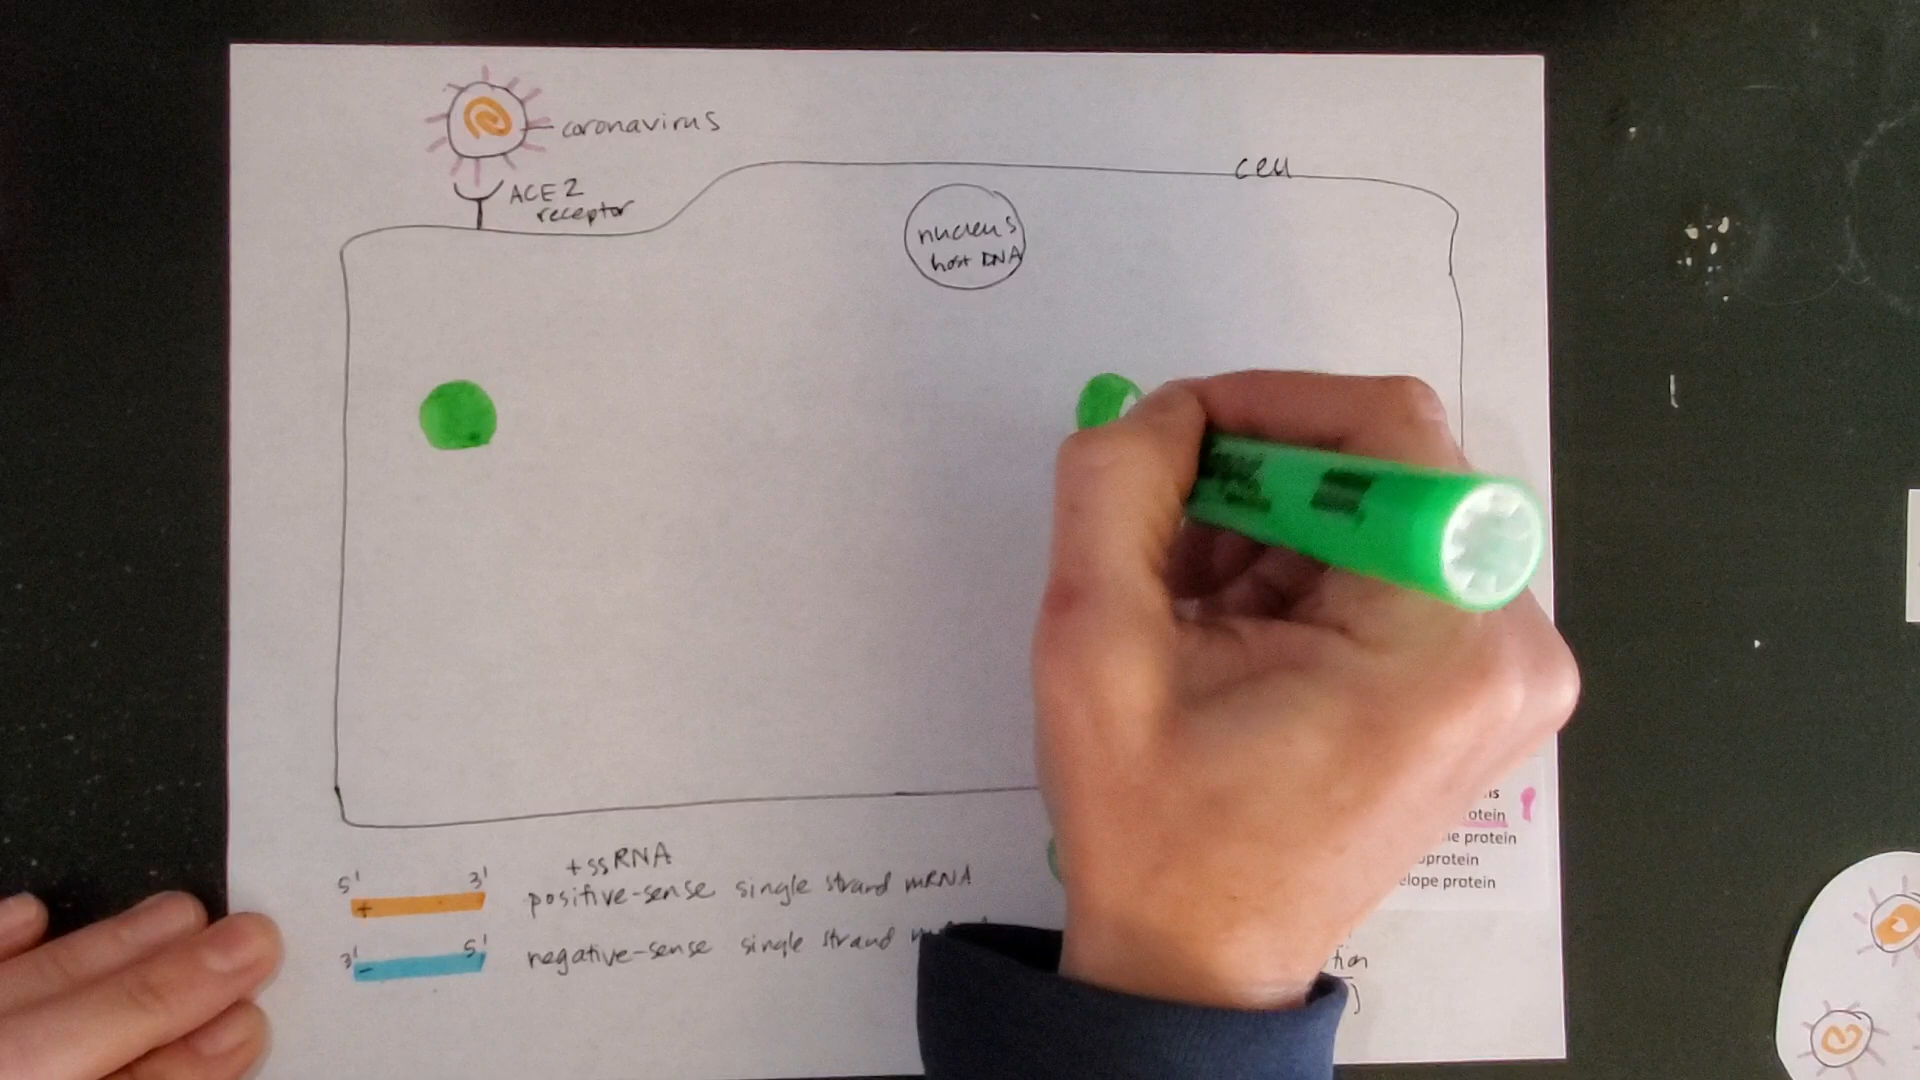 coronavirus
ACE2
receptor
cell
nucleus
host DNA
otein
protein
oprotein
elope protein
+ssRNA
5' 3'
+
positive-sense single strand mRNA
3' 5'
-
negative-sense single strand